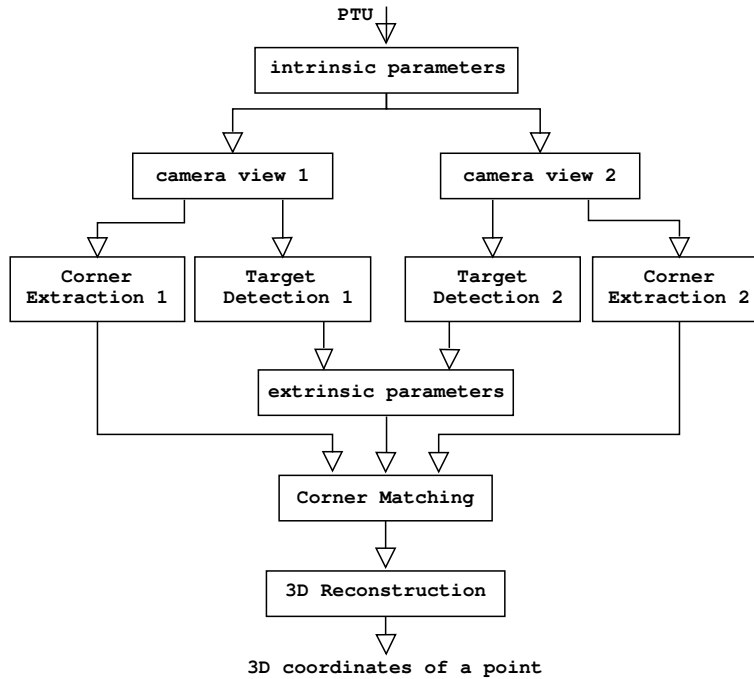 PTU
intrinsic parameters
camera view 1
camera view 2
Corner
Extraction 1
Target
Detection 1
Target
Detection 2
Corner
Extraction 2
extrinsic parameters
Corner Matching
3D Reconstruction
3D coordinates of a point